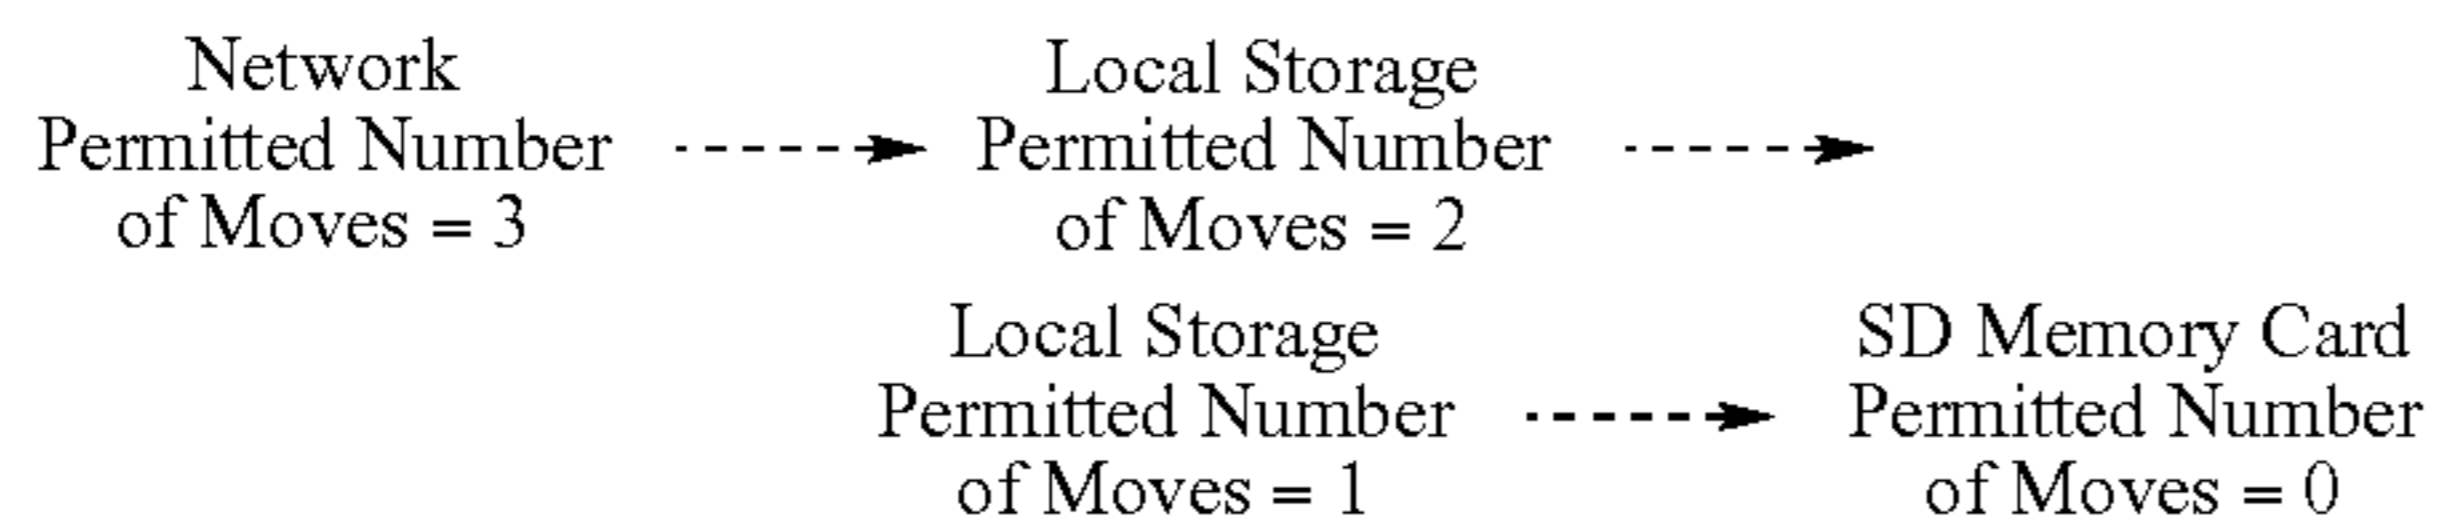 Network
Permitted Number
of Moves = 3
Local Storage
Permitted Number
of Moves = 2
Local Storage
Permitted Number
of Moves = 1
SD Memory Card
Permitted Number
of Moves = 0